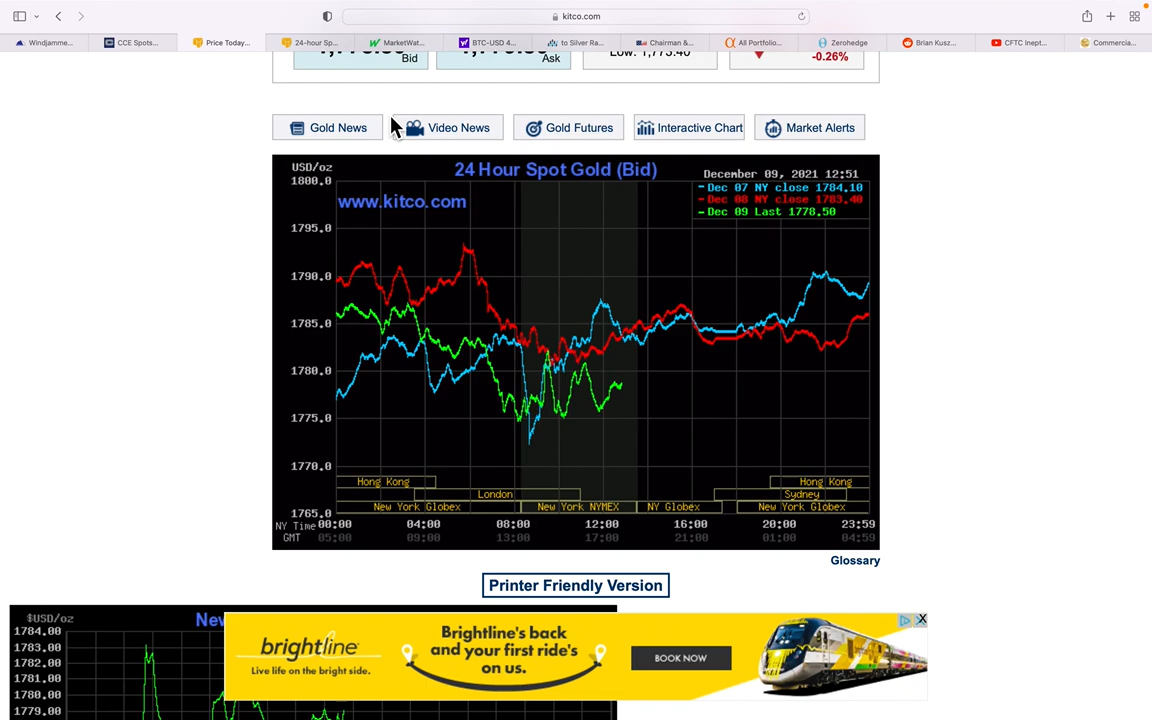 kitco.com
Windjamme...
CCE Spots...
Price Today...
24-hour Sp...
MarketWat...
BTC-USD 4...
to Silver Ra...
Chairman &...
All Portfolio...
Zerohedge
Brian Kusz...
CFTC Inept...
Commercia...
Bid
Ask
Low: 1,773.40
-0.26%
Gold News
Video News
Gold Futures
Interactive Chart
Market Alerts
USD/oz
24 Hour Spot Gold (Bid)
December 09, 2021 12:51
www.kitco.com
Dec 07 NY close 1784.10
Dec 08 NY close 1783.40
Dec 09 Last 1778.50
1800.0
1795.0
1790.0
1785.0
1780.0
1775.0
1770.0
1765.0
Hong Kong
Hong Kong
London
Sydney
New York Globex
New York NYMEX
NY Globex
New York Globex
NY Time 00:00 04:00 08:00 12:00 16:00 20:00 23:59
GMT 05:00 09:00 13:00 17:00 21:00 01:00 04:59
Glossary
Printer Friendly Version
$USD/oz
New
1784.00
1783.00
1782.00
1781.00
1780.00
1779.00
brightline
Live life on the bright side.
Brightline's back
and your first ride's
on us.
BOOK NOW
X